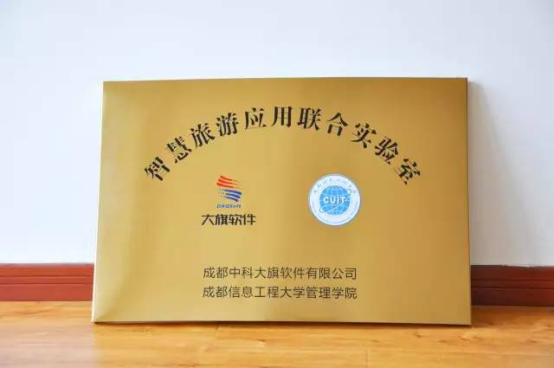 智慧旅游应用联合实验室
大旗软件
CUIT
成都中科大旗软件有限公司
成都信息工程大学管理学院